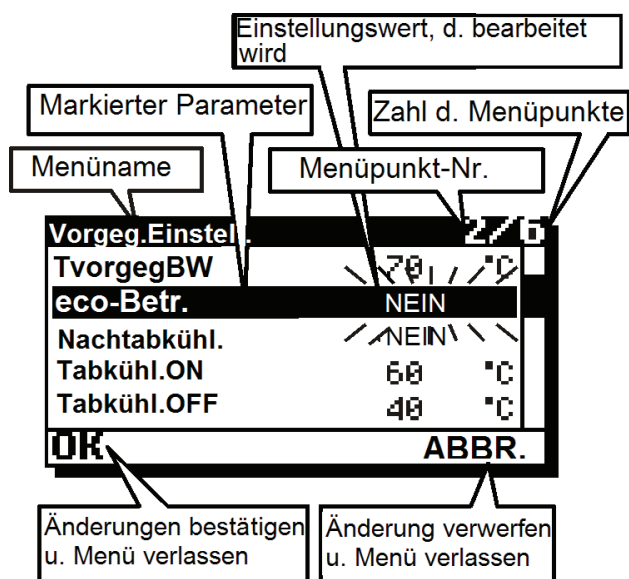 Einstellungswert, d. bearbeitet
wird
Markierter Parameter
Zahl d. Menüpunkte
Menüname
Menüpunkt-Nr.
Vorgeg.Einstel. 2/6
TvorgegBW 70 °C
eco-Betr. NEIN
Nachtabkühl. NEIN
Tabkühl.ON 60 °C
Tabkühl.OFF 40 °C
OK ABBR.
Änderungen bestätigen
u. Menü verlassen
Änderung verwerfen
u. Menü verlassen